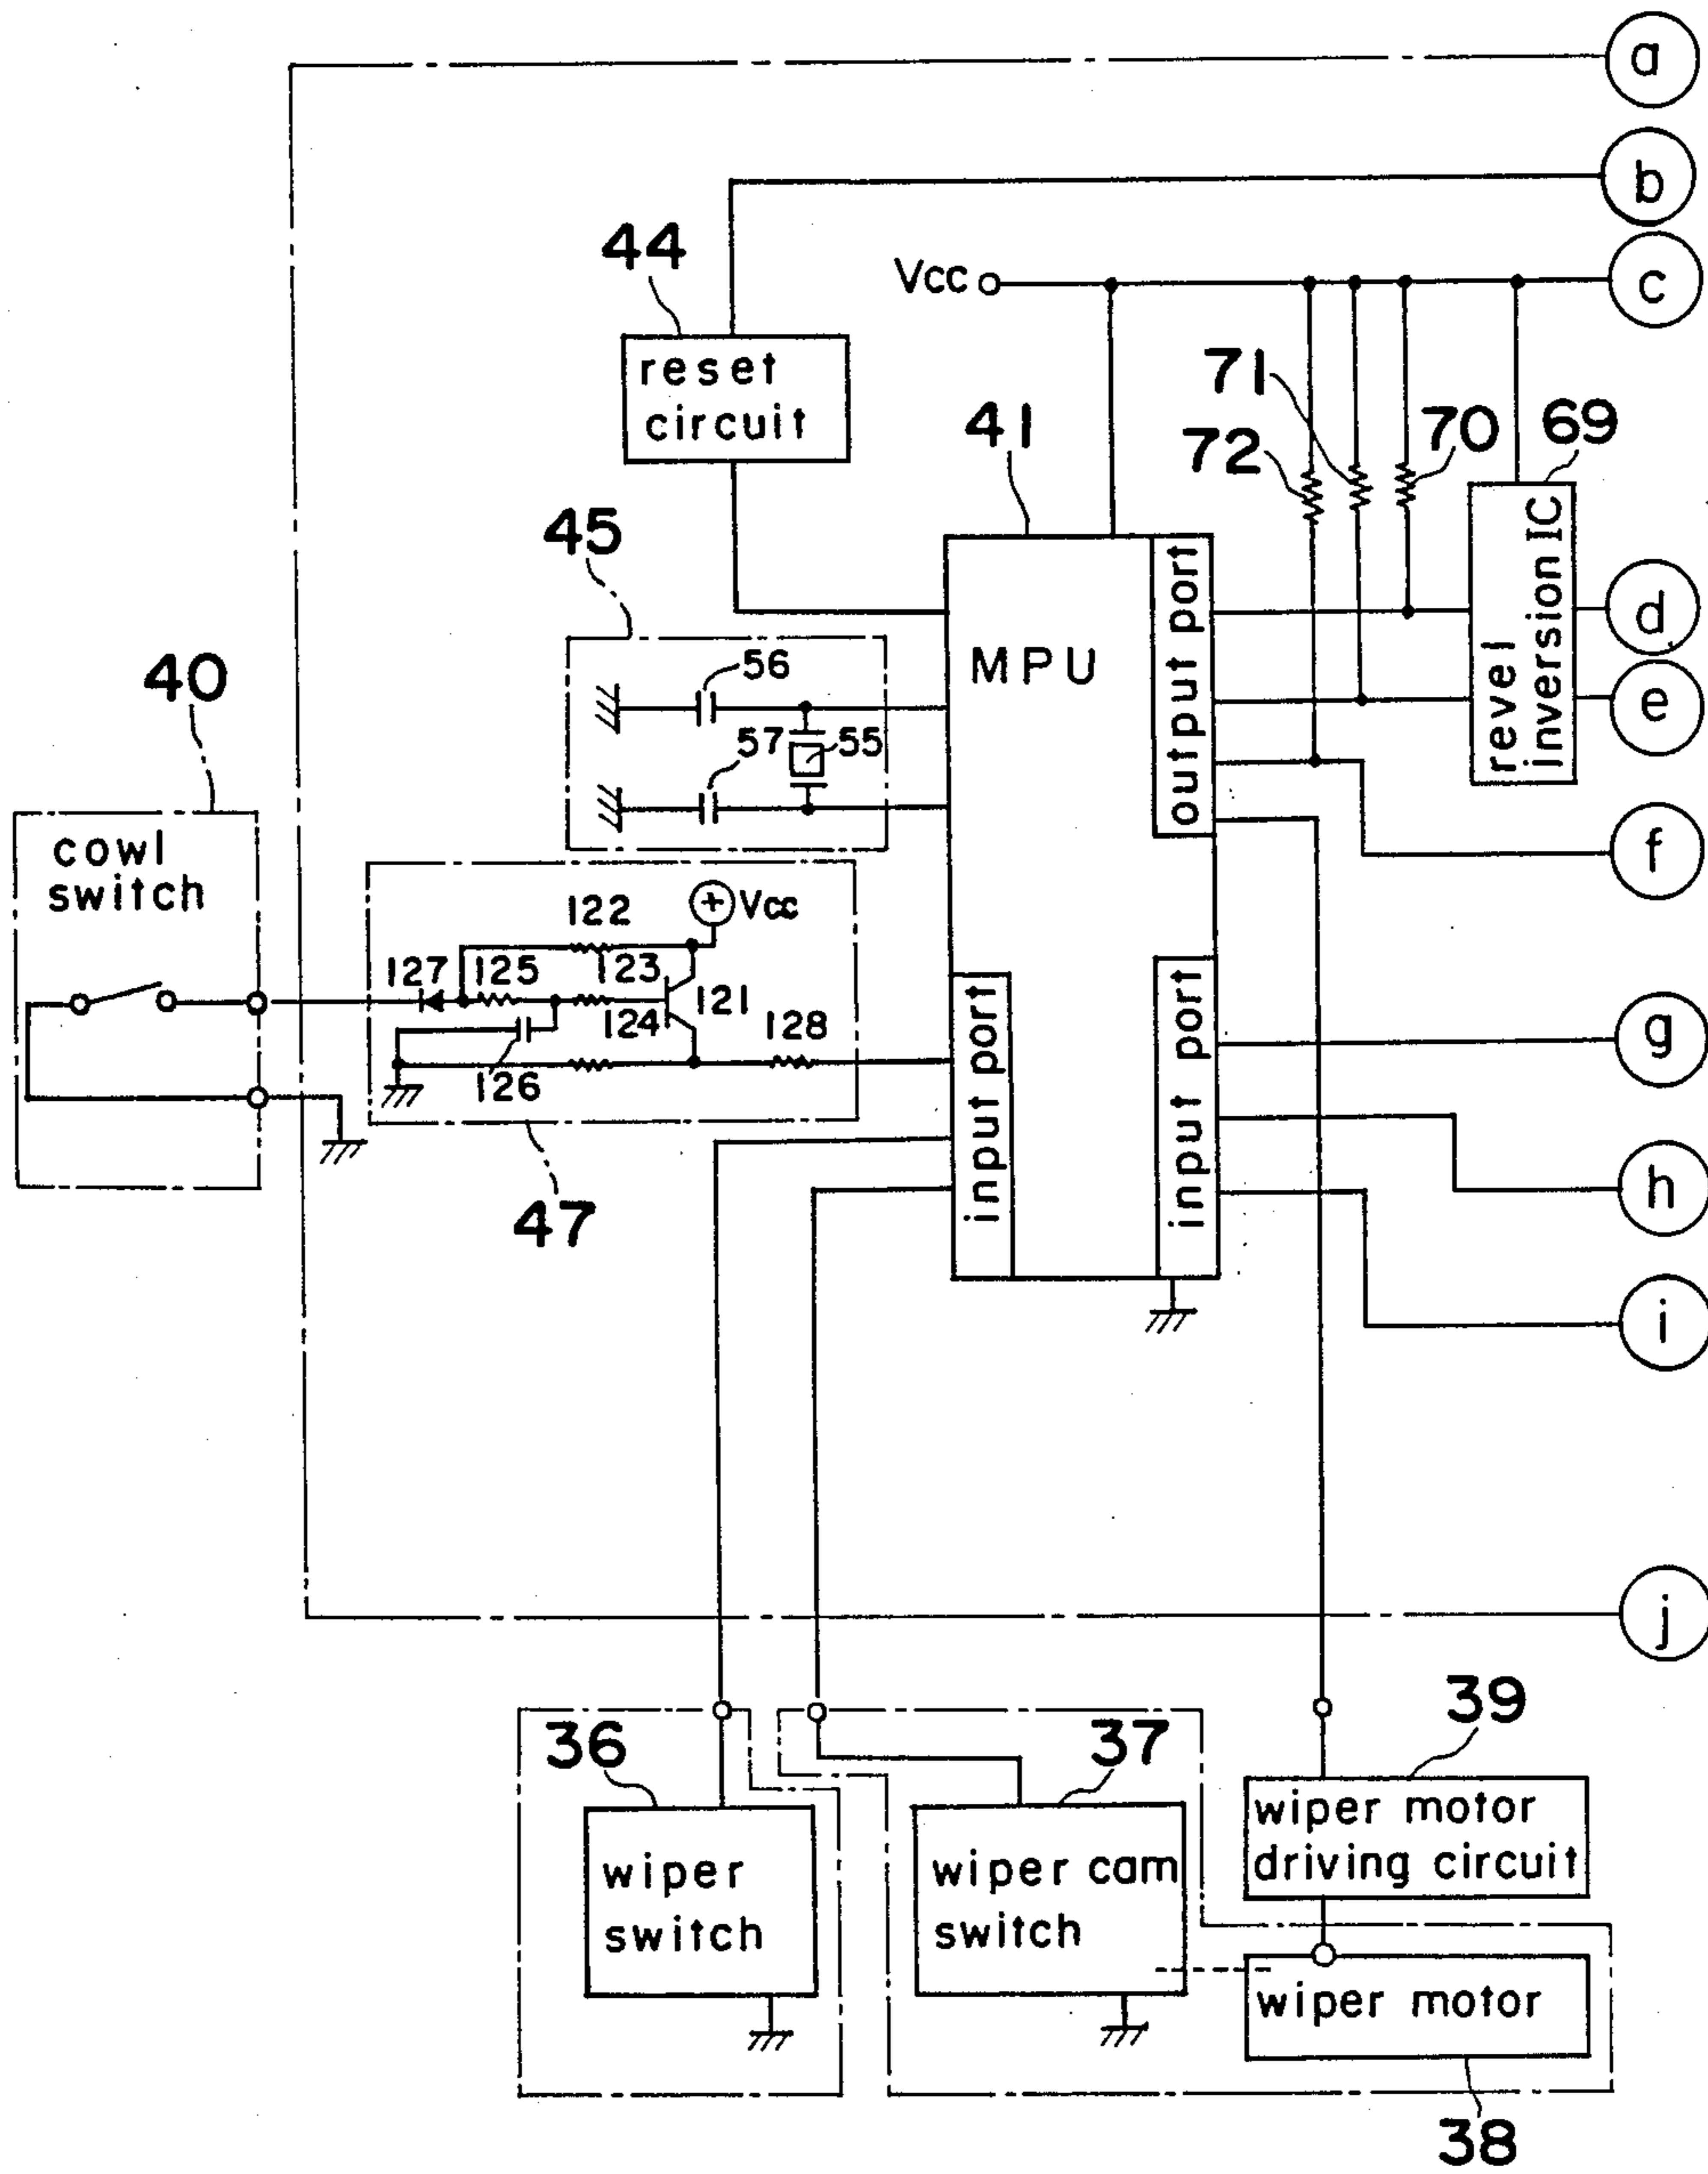 a
b
44
Vcc
c
reset
circuit
71
41
72
70
69
45
MPU
output port
revel
inversion IC
d
40
56
57
55
e
cowl
switch
f
122
Vcc
127
125
123
121
124
128
126
input port
input port
g
47
h
i
j
36
37
39
wiper
switch
wiper cam
switch
wiper motor
driving circuit
wiper motor
38